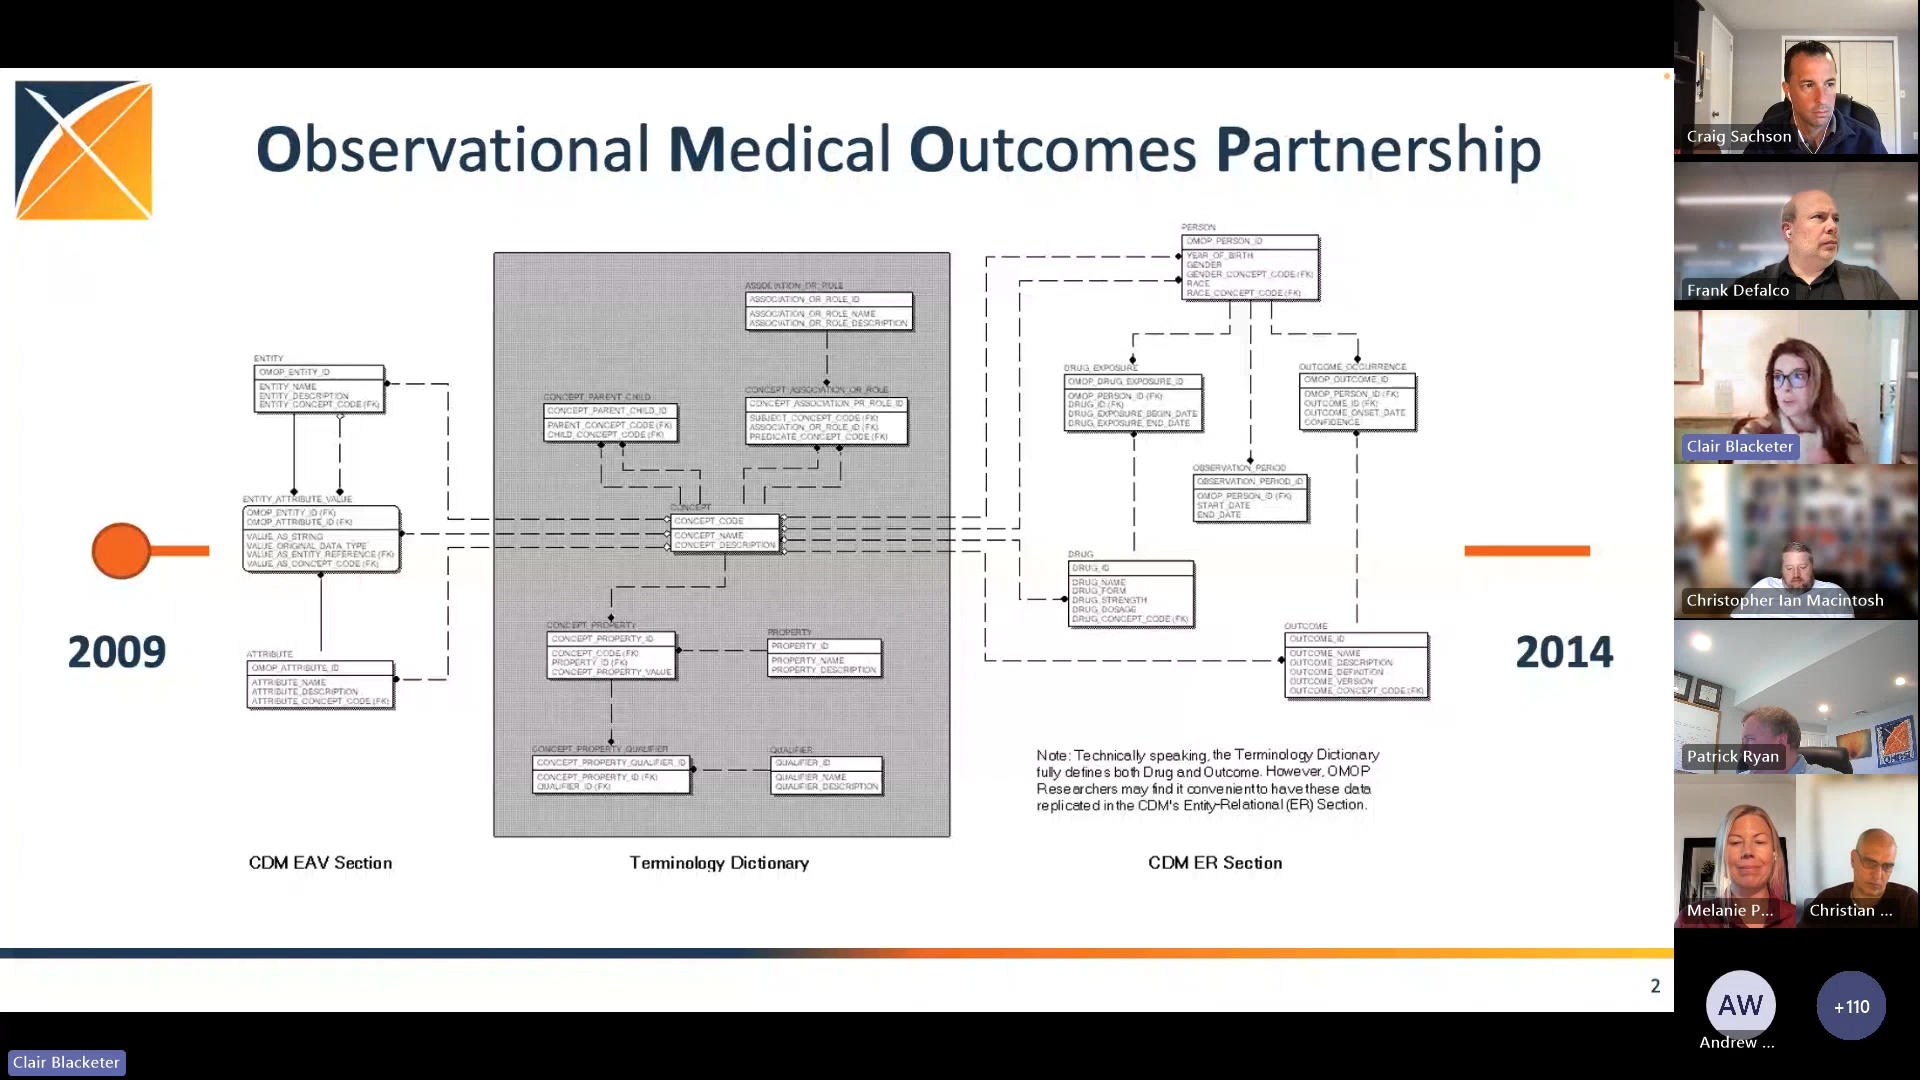 Observational Medical Outcomes Partnership
2009
2014
ENTITY
OMOP_ENTITY_ID
ENTITY_NAME
ENTITY_DESCRIPTION
ENTITY_CONCEPT_CODE (FK)
ENTITY_ATTRIBUTE_VALUE
OMOP_ENTITY_ID (FK)
OMOP_ATTRIBUTE_ID (FK)
VALUE_AS_STRING
VALUE_ORIGINAL_DATA_TYPE
VALUE_AS_ENTITY_REFERENCE (FK)
VALUE_AS_CONCEPT_CODE (FK)
ATTRIBUTE
OMOP_ATTRIBUTE_ID
ATTRIBUTE_NAME
ATTRIBUTE_DESCRIPTION
ATTRIBUTE_CONCEPT_CODE (FK)
CDM EAV Section
ASSOCIATION_OR_ROLE
ASSOCIATION_OR_ROLE_ID
ASSOCIATION_OR_ROLE_NAME
ASSOCIATION_OR_ROLE_DESCRIPTION
CONCEPT_PARENT_CHILD
CONCEPT_PARENT_CHILD_ID
PARENT_CONCEPT_CODE (FK)
CHILD_CONCEPT_CODE (FK)
CONCEPT_ASSOCIATION_OR_ROLE
CONCEPT_ASSOCIATION_PR_ROLE_ID
SUBJECT_CONCEPT_CODE (FK)
ASSOCIATION_OR_ROLE_ID (FK)
PREDICATE_CONCEPT_CODE (FK)
CONCEPT
CONCEPT_CODE
CONCEPT_NAME
CONCEPT_DESCRIPTION
CONCEPT_PROPERTY
CONCEPT_PROPERTY_ID
CONCEPT_CODE (FK)
PROPERTY_ID (FK)
CONCEPT_PROPERTY_VALUE
PROPERTY
PROPERTY_ID
PROPERTY_NAME
PROPERTY_DESCRIPTION
CONCEPT_PROPERTY_QUALIFIER
CONCEPT_PROPERTY_QUALIFIER_ID
CONCEPT_PROPERTY_ID (FK)
QUALIFIER_ID (FK)
QUALIFIER
QUALIFIER_ID
QUALIFIER_NAME
QUALIFIER_DESCRIPTION
Terminology Dictionary
PERSON
OMOP_PERSON_ID
YEAR_OF_BIRTH
GENDER
GENDER_CONCEPT_CODE (FK)
RACE
RACE_CONCEPT_CODE (FK)
DRUG_EXPOSURE
OMOP_DRUG_EXPOSURE_ID
OMOP_PERSON_ID (FK)
DRUG_ID (FK)
DRUG_EXPOSURE_BEGIN_DATE
DRUG_EXPOSURE_END_DATE
OUTCOME_OCCURRENCE
OMOP_OUTCOME_ID
OMOP_PERSON_ID (FK)
OUTCOME_ID (FK)
OUTCOME_ONSET_DATE
CONFIDENCE
OBSERVATION_PERIOD
OBSERVATION_PERIOD_ID
OMOP_PERSON_ID (FK)
START_DATE
END_DATE
DRUG
DRUG_ID
DRUG_NAME
DRUG_FORM
DRUG_STRENGTH
DRUG_DOSAGE
DRUG_CONCEPT_CODE (FK)
OUTCOME
OUTCOME_ID
OUTCOME_NAME
OUTCOME_DESCRIPTION
OUTCOME_DEFINITION
OUTCOME_VERSION
OUTCOME_CONCEPT_CODE (FK)
Note: Technically speaking, the Terminology Dictionary
fully defines both Drug and Outcome. However, OMOP
Researchers may find it convenient to have these data
replicated in the CDM's Entity-Relational (ER) Section.
CDM ER Section
2
Clair Blacketer
Craig Sachson
Frank Defalco
Clair Blacketer
Christopher Ian Macintosh
Patrick Ryan
Melanie P...
Christian ...
AW
Andrew ...
+110